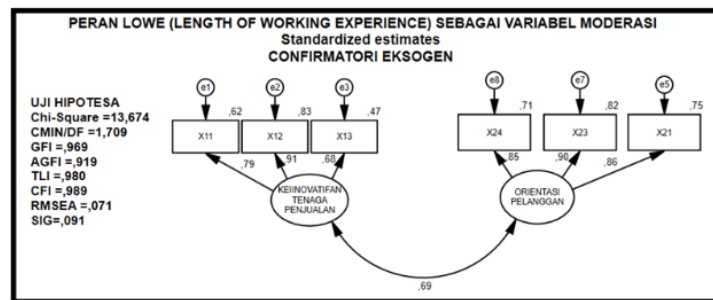 PERAN LOWE (LENGTH OF WORKING EXPERIENCE) SEBAGAI VARIABEL MODERASI
Standardized estimates
CONFIRMATORI EKSOGEN
UJI HIPOTESA
Chi-Square =13,674
CMIN/DF =1,709
GFI =,969
AGFI =,919
TLI =,980
CFI =,989
RMSEA =,071
SIG=,091
e1
e2
e3
,62
,83
,47
X11
X12
X13
,79
,91
,68
KEIINOVATIFAN
TENAGA
PENJUALAN
e8
e7
e5
,71
,82
,75
X24
X23
X21
,85
,90
,86
ORIENTASI
PELANGGAN
,69